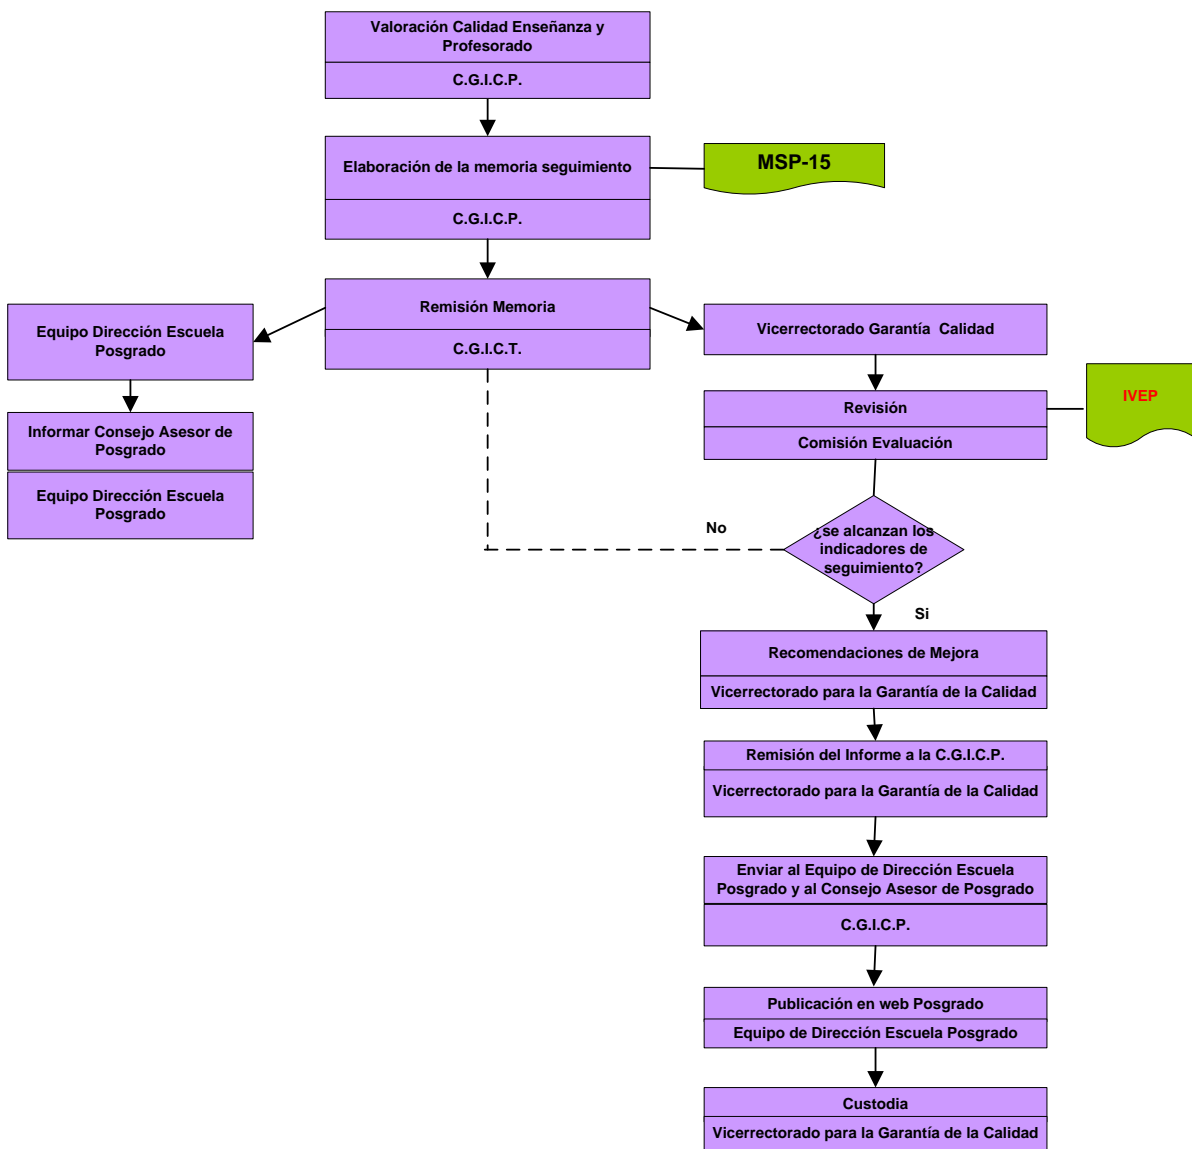 Valoración Calidad Enseñanza y
Profesorado
C.G.I.C.P.
Elaboración de la memoria seguimiento
MSP-15
C.G.I.C.P.
Remisión Memoria
C.G.I.C.T.
Equipo Dirección Escuela
Posgrado
Informar Consejo Asesor de
Posgrado
Equipo Dirección Escuela
Posgrado
Vicerrectorado Garantía Calidad
Revisión
Comisión Evaluación
IVEP
No
¿se alcanzan los
indicadores de
seguimiento?
Si
Recomendaciones de Mejora
Vicerrectorado para la Garantía de la Calidad
Remisión del Informe a la C.G.I.C.P.
Vicerrectorado para la Garantía de la Calidad
Enviar al Equipo de Dirección Escuela
Posgrado y al Consejo Asesor de Posgrado
C.G.I.C.P.
Publicación en web Posgrado
Equipo de Dirección Escuela Posgrado
Custodia
Vicerrectorado para la Garantía de la Calidad